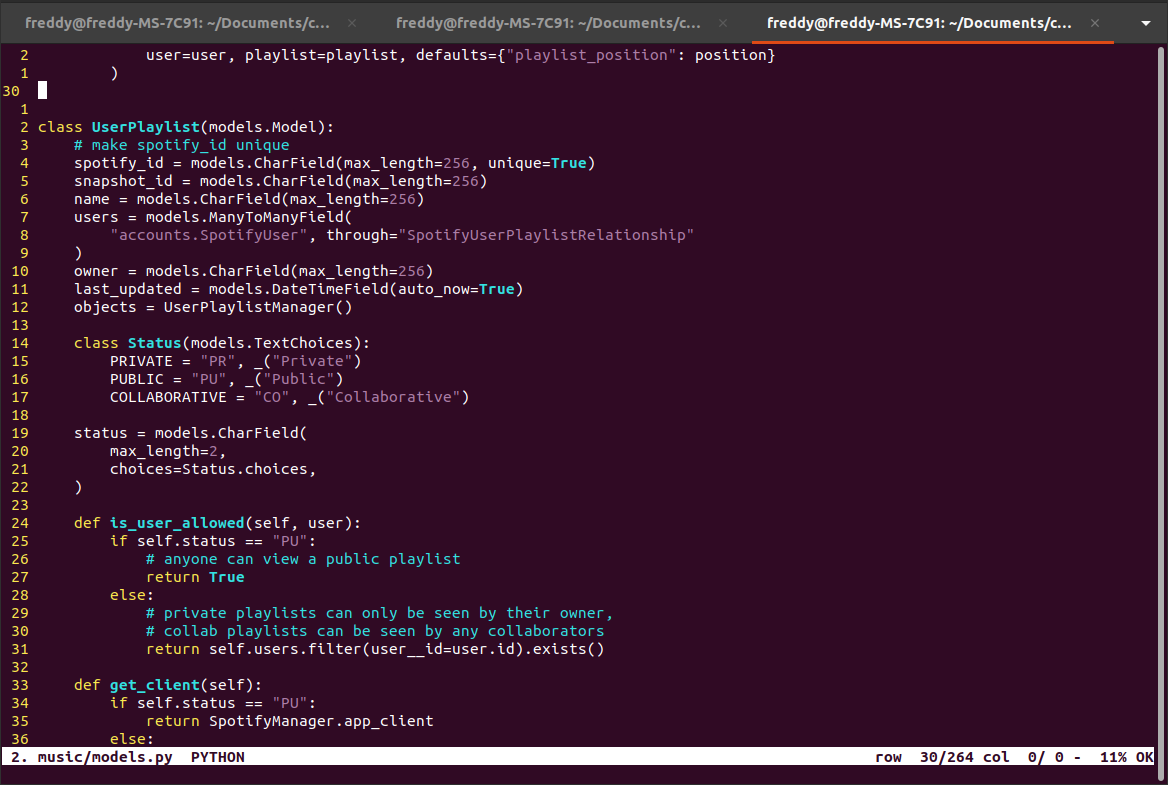 freddy@freddy-MS-7C91: ~/Documents/c... × freddy@freddy-MS-7C91: ~/Documents/c... × freddy@freddy-MS-7C91: ~/Documents/c... ×
2             user=user, playlist=playlist, defaults={"playlist_position": position}
1         )
30
1
2 class UserPlaylist(models.Model):
3     # make spotify_id unique
4     spotify_id = models.CharField(max_length=256, unique=True)
5     snapshot_id = models.CharField(max_length=256)
6     name = models.CharField(max_length=256)
7     users = models.ManyToManyField(
8         "accounts.SpotifyUser", through="SpotifyUserPlaylistRelationship"
9     )
10     owner = models.CharField(max_length=256)
11     last_updated = models.DateTimeField(auto_now=True)
12     objects = UserPlaylistManager()
13
14     class Status(models.TextChoices):
15         PRIVATE = "PR", _("Private")
16         PUBLIC = "PU", _("Public")
17         COLLABORATIVE = "CO", _("Collaborative")
18
19     status = models.CharField(
20         max_length=2,
21         choices=Status.choices,
22     )
23
24     def is_user_allowed(self, user):
25         if self.status == "PU":
26             # anyone can view a public playlist
27             return True
28         else:
29             # private playlists can only be seen by their owner,
30             # collab playlists can be seen by any collaborators
31             return self.users.filter(user__id=user.id).exists()
32
33     def get_client(self):
34         if self.status == "PU":
35             return SpotifyManager.app_client
36         else:
2. music/models.py  PYTHON row  30/264 col  0/ 0 -  11% OK